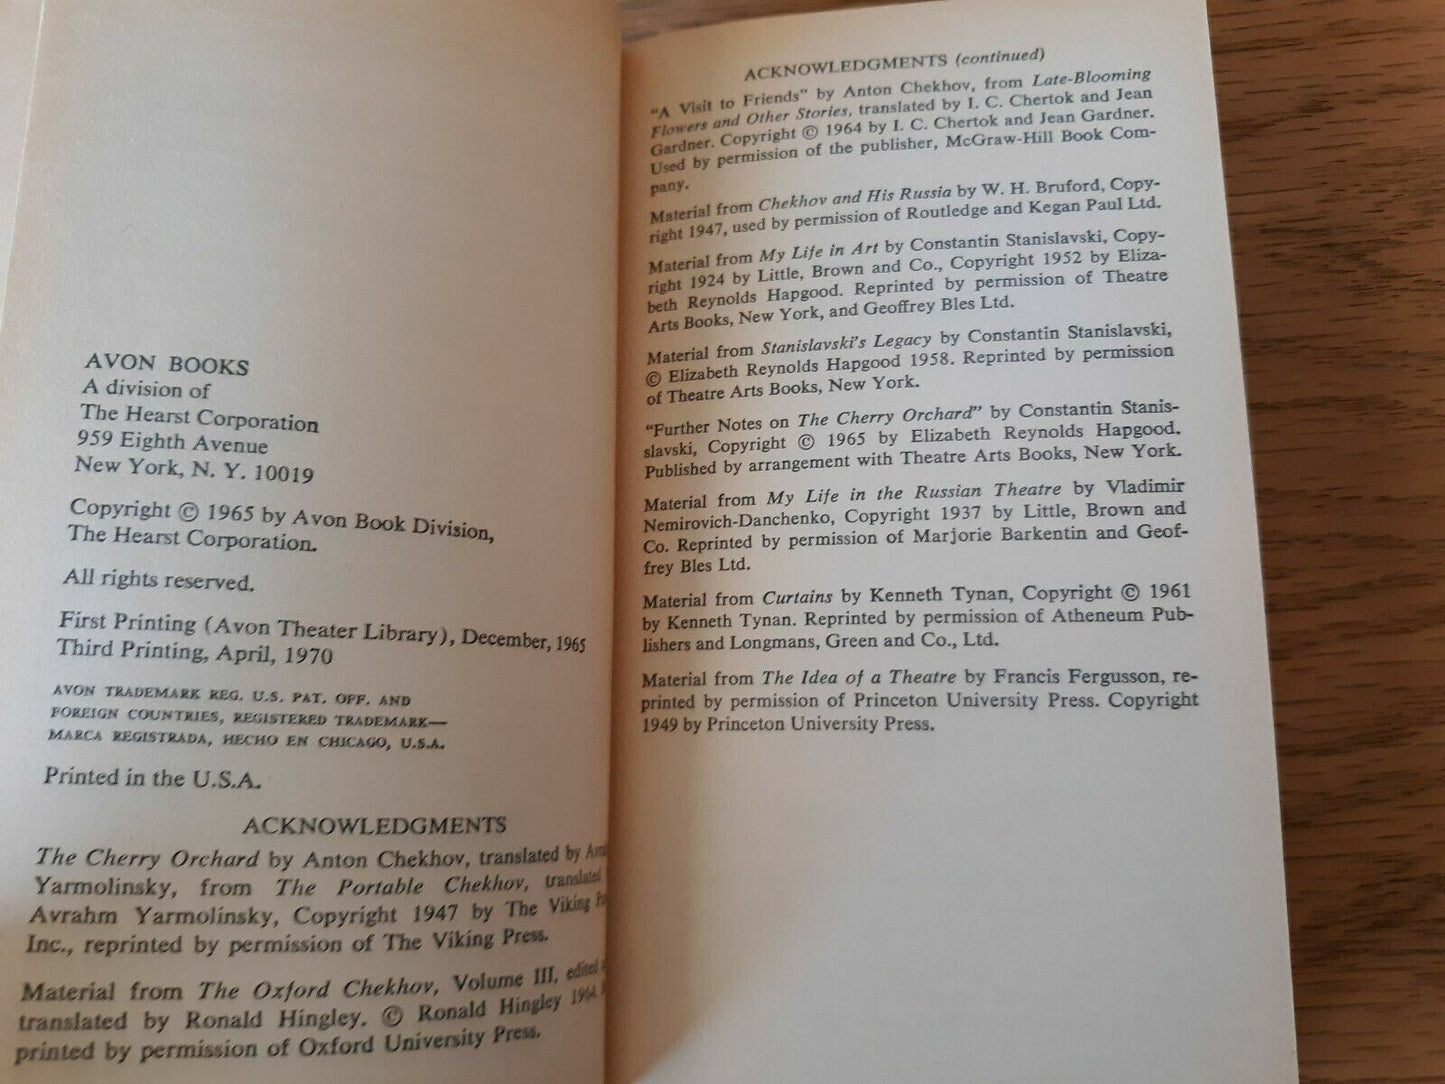 AVON BOOKS
A division of
The Hearst Corporation
959 Eighth Avenue
New York, N. Y. 10019
Copyright © 1965 by Avon Book Division,
The Hearst Corporation.
All rights reserved.
First Printing (Avon Theater Library), December, 1965
Third Printing, April, 1970
AVON TRADEMARK REG. U.S. PAT. OFF. AND
FOREIGN COUNTRIES, REGISTERED TRADEMARK—
MARCA REGISTRADA, HECHO EN CHICAGO, U.S.A.
Printed in the U.S.A.
ACKNOWLEDGMENTS
The Cherry Orchard by Anton Chekhov, translated by
Yarmolinsky, from The Portable Chekhov, translated
Avrahm Yarmolinsky, Copyright 1947 by The Viking
Inc., reprinted by permission of The Viking Press.
Material from The Oxford Chekhov, Volume III, edited
translated by Ronald Hingley. © Ronald Hingley 1964.
printed by permission of Oxford University Press.
ACKNOWLEDGMENTS (continued)
"A Visit to Friends" by Anton Chekhov, from Late-Blooming
Flowers and Other Stories, translated by I. C. Chertok and Jean
Gardner. Copyright © 1964 by I. C. Chertok and Jean Gardner.
Used by permission of the publisher, McGraw-Hill Book Com-
pany.
Material from Chekhov and His Russia by W. H. Bruford, Copy-
right 1947, used by permission of Routledge and Kegan Paul Ltd.
Material from My Life in Art by Constantin Stanislavski, Copy-
right 1924 by Little, Brown and Co., Copyright 1952 by Eliza-
beth Reynolds Hapgood. Reprinted by permission of Theatre
Arts Books, New York, and Geoffrey Bles Ltd.
Material from Stanislavski's Legacy by Constantin Stanislavski,
© Elizabeth Reynolds Hapgood 1958. Reprinted by permission
of Theatre Arts Books, New York.
"Further Notes on The Cherry Orchard" by Constantin Stanis-
slavski, Copyright © 1965 by Elizabeth Reynolds Hapgood.
Published by arrangement with Theatre Arts Books, New York.
Material from My Life in the Russian Theatre by Vladimir
Nemirovich-Danchenko, Copyright 1937 by Little, Brown and
Co. Reprinted by permission of Marjorie Barkentin and Geof-
frey Bles Ltd.
Material from Curtains by Kenneth Tynan, Copyright © 1961
by Kenneth Tynan. Reprinted by permission of Atheneum Pub-
lishers and Longmans, Green and Co., Ltd.
Material from The Idea of a Theatre by Francis Fergusson, re-
printed by permission of Princeton University Press. Copyright
1949 by Princeton University Press.